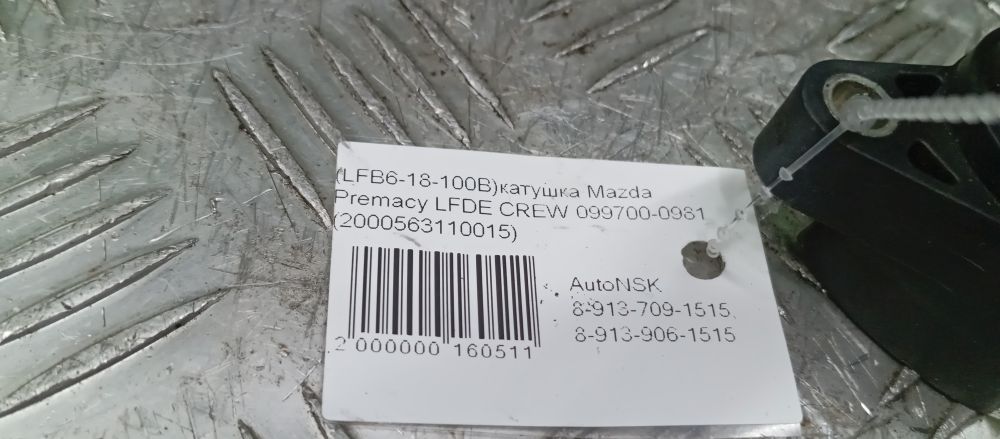 (LFB6-18-100B)катушка Mazda
Premacy LFDE CREW 099700-0981
(2000563110015)
AutoNSK
8-913-709-1515,
8-913-906-1515
2 000000 160511